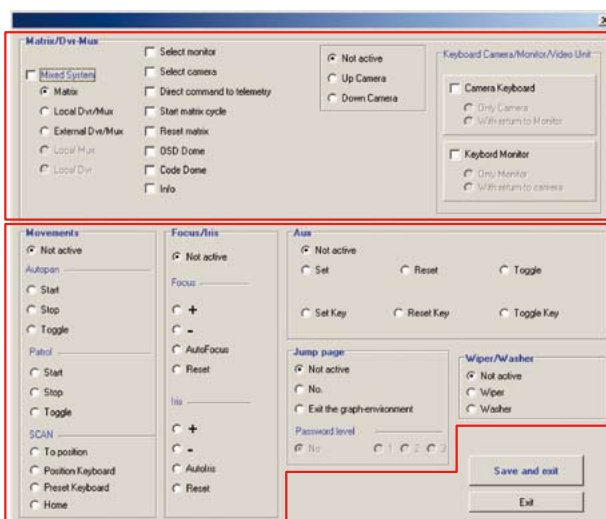 Matrix/Dvr-Mux
Mixed System
Matrix
Local Dvr/Mux
External Dvr/Mux
Local Mux
Local Dvr
Select monitor
Select camera
Direct command to telemetry
Start matrix cycle
Reset matrix
OSD Dome
Code Dome
Info
Not active
Up Camera
Down Camera
Keyboard Camera/Monitor/Video Unit
Camera Keyboard
Only Camera
With return to Monitor
Keybord Monitor
Only Monitor
With return to camera
Movements
Not active
Autopan
Start
Stop
Toggle
Patrol
Start
Stop
Toggle
SCAN
To position
Position Keyboard
Preset Keyboard
Home
Focus/Iris
Not active
Focus
+
-
AutoFocus
Reset
Iris
+
-
AutoIris
Reset
Aux
Not active
Set Reset Toggle
Set Key Reset Key Toggle Key
Jump page
Not active
No.
Exit the graph-environment
Password level
No 1 2 3
Wiper/Washer
Not active
Wiper
Washer
Save and exit
Exit